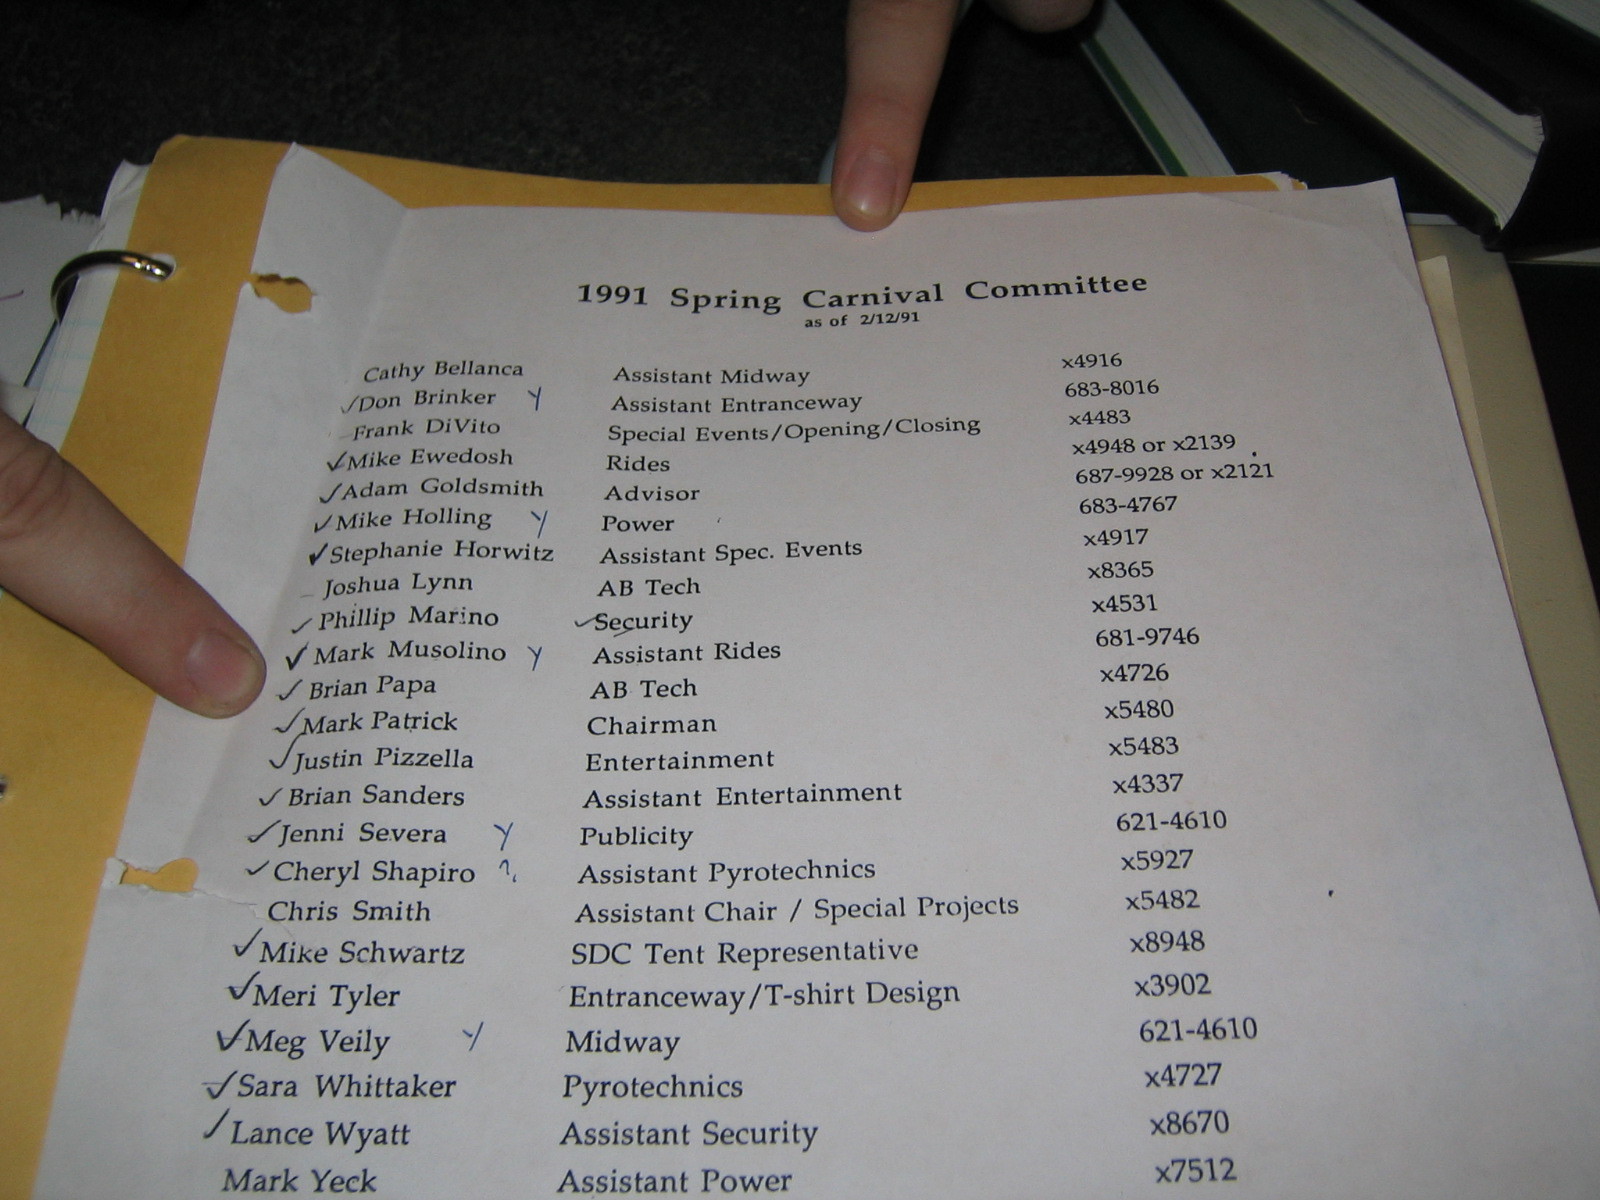 1991 Spring Carnival Committee
as of 2/12/91
Cathy Bellanca Assistant Midway x4916
✓Don Brinker Y Assistant Entranceway 683-8016
Frank DiVito Special Events/Opening/Closing x4483
✓Mike Ewedosh Rides x4948 or x2139
✓Adam Goldsmith Advisor 687-9928 or x2121
✓Mike Holling Y Power 683-4767
✓Stephanie Horwitz Assistant Spec. Events x4917
Joshua Lynn AB Tech x8365
✓Phillip Marino ✓Security x4531
✓Mark Musolino Y Assistant Rides 681-9746
✓Brian Papa AB Tech x4726
✓Mark Patrick Chairman x5480
✓Justin Pizzella Entertainment x5483
✓Brian Sanders Assistant Entertainment x4337
✓Jenni Severa Y Publicity 621-4610
✓Cheryl Shapiro ? Assistant Pyrotechnics x5927
Chris Smith Assistant Chair / Special Projects x5482
✓Mike Schwartz SDC Tent Representative x8948
✓Meri Tyler Entranceway/T-shirt Design x3902
✓Meg Veily Y Midway 621-4610
✓Sara Whittaker Pyrotechnics x4727
✓Lance Wyatt Assistant Security x8670
Mark Yeck Assistant Power x7512